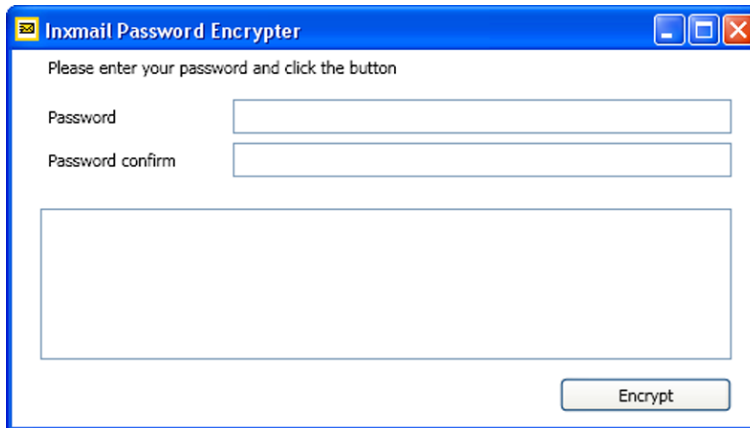 Inxmail Password Encrypter
Please enter your password and click the button
Password
Password confirm
Encrypt